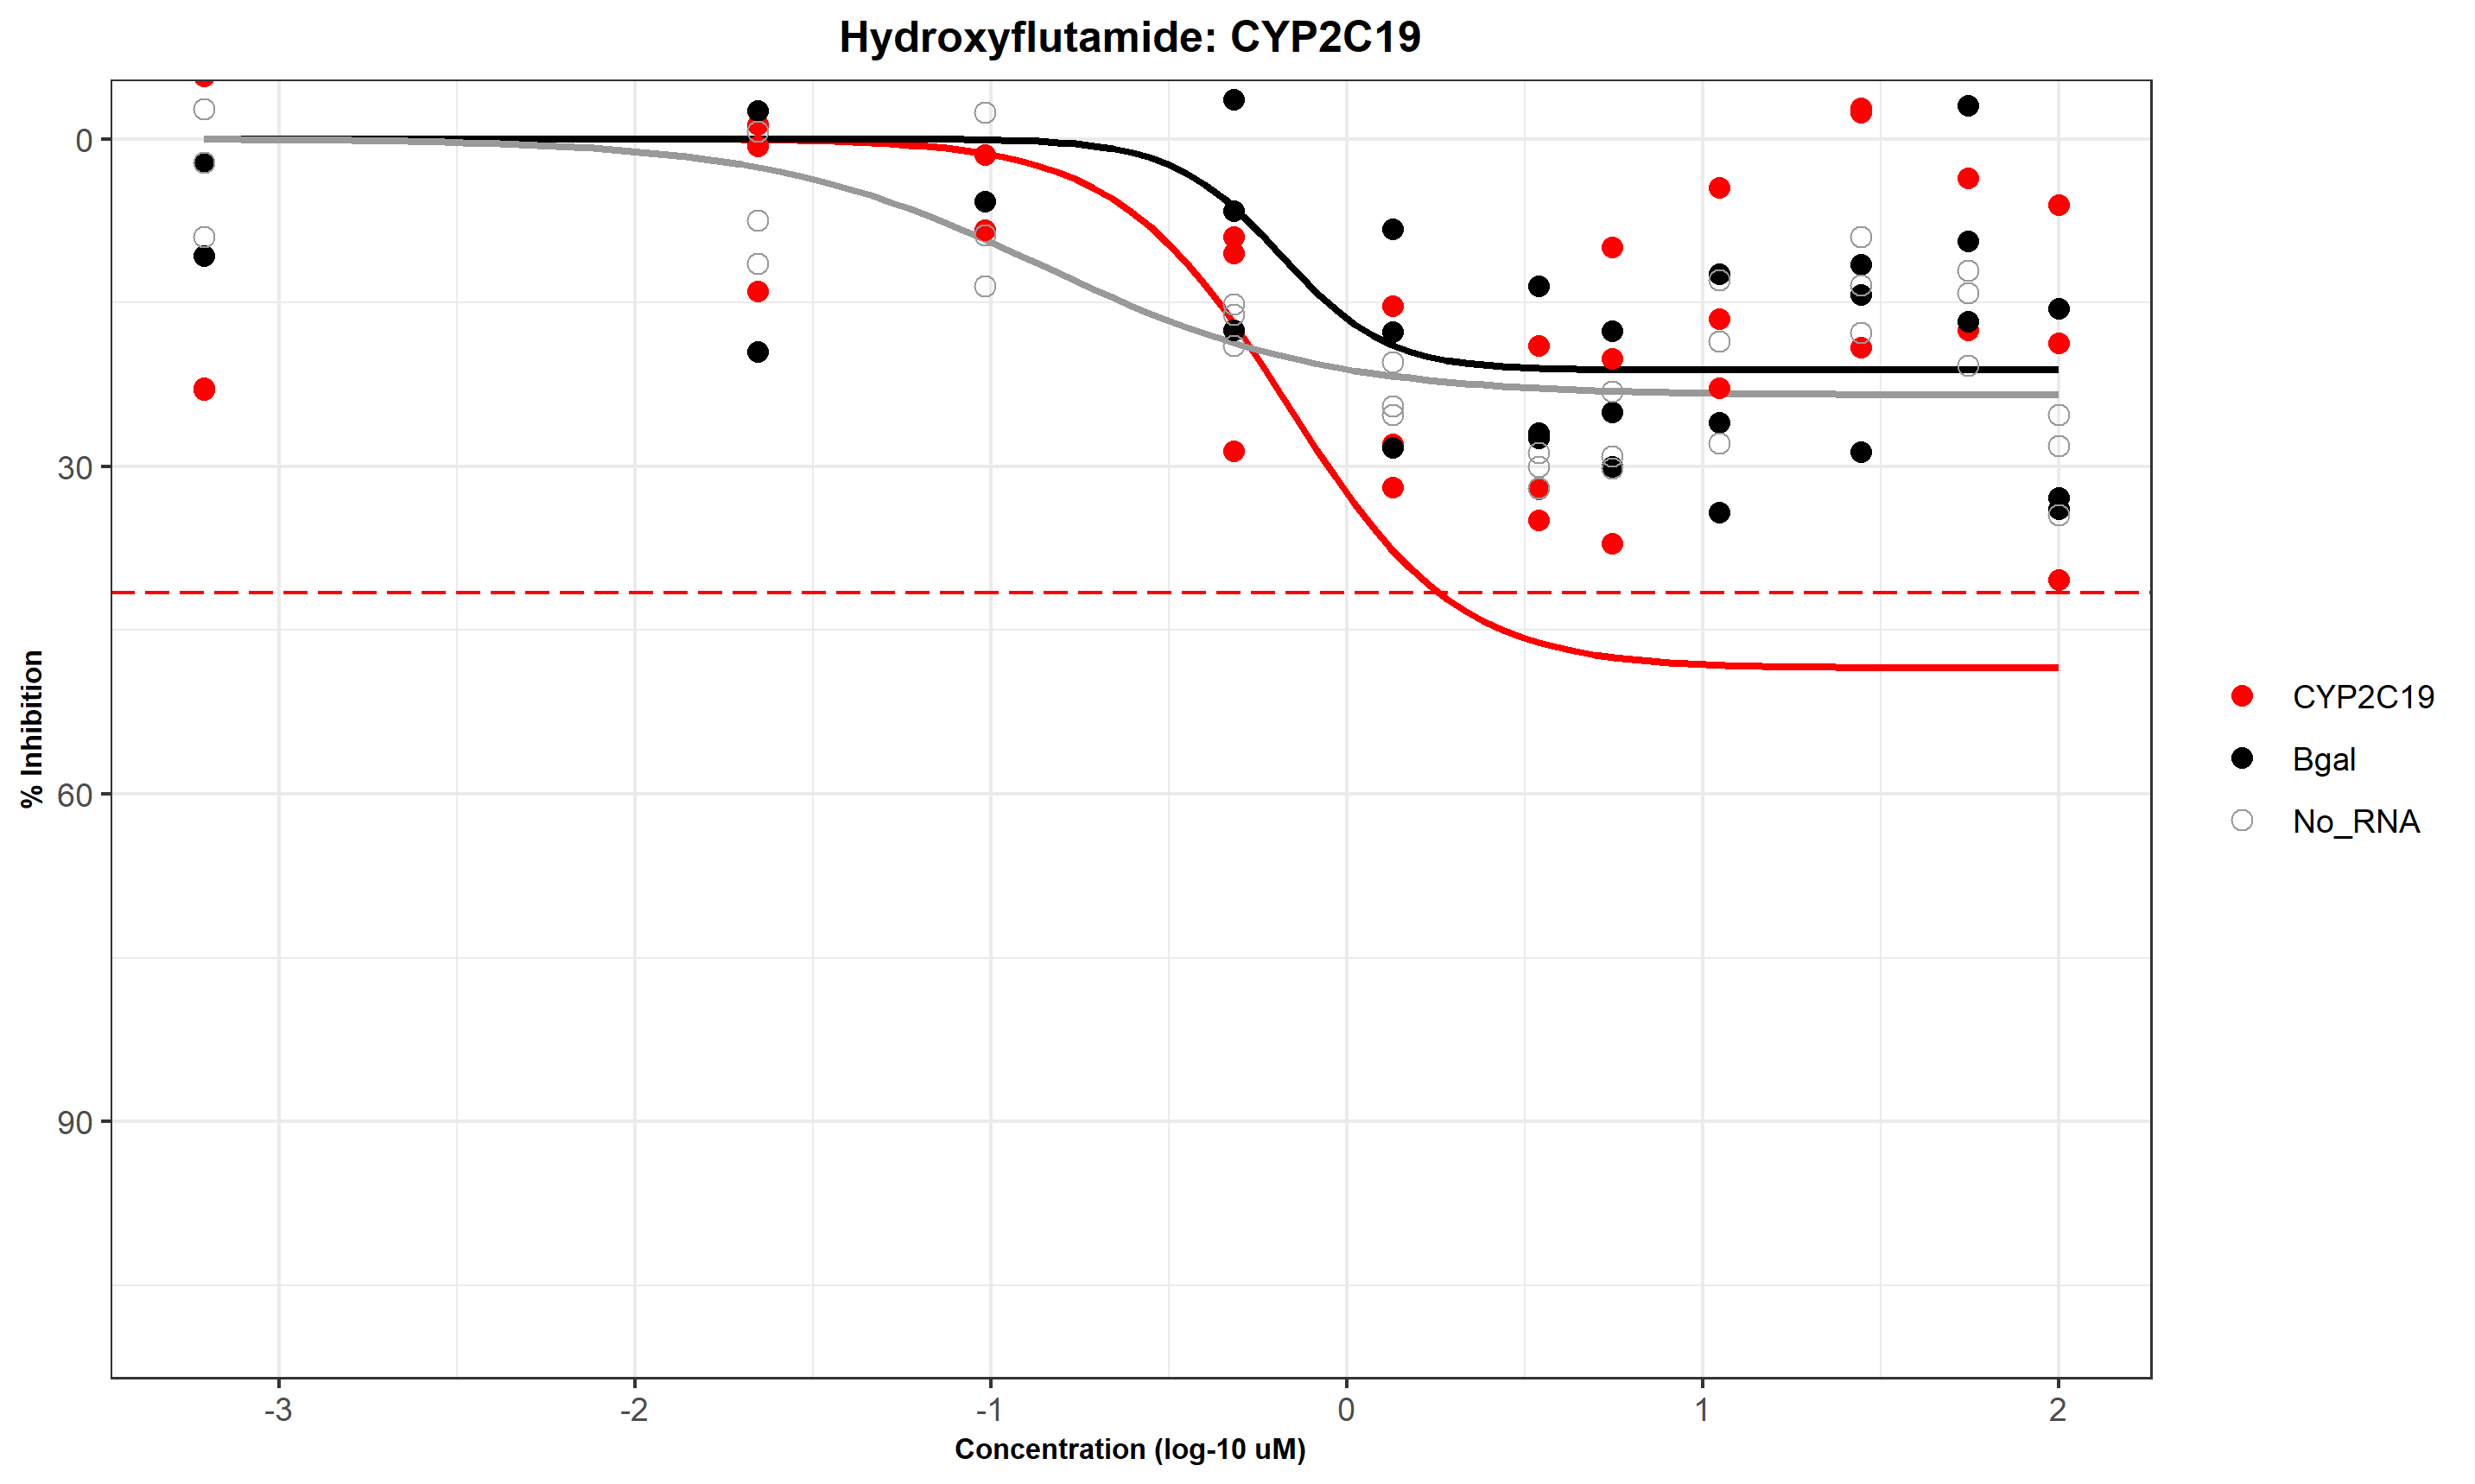 Hydroxyflutamide: CYP2C19
% Inhibition
0
30
60
90
-3
-2
-1
0
1
2
Concentration (log-10 uM)
CYP2C19
Bgal
No_RNA